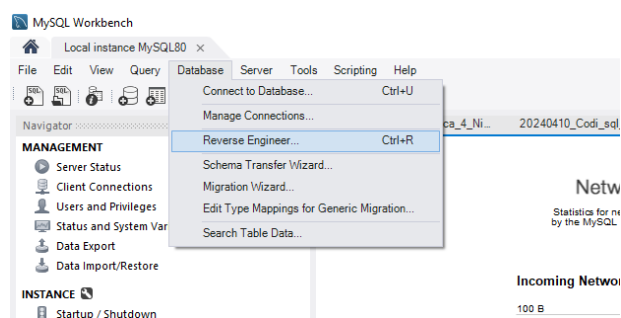 MySQL Workbench
Local instance MySQL80 ×
File Edit View Query Database Server Tools Scripting Help
SQL SQL
Connect to Database... Ctrl+U
Manage Connections...
Reverse Engineer... Ctrl+R
Schema Transfer Wizard...
Migration Wizard...
Edit Type Mappings for Generic Migration...
Search Table Data...
ca_4_Ni... 20240410_Codi_sql
Navigator
MANAGEMENT
Server Status
Client Connections
Users and Privileges
Status and System Var
Data Export
Data Import/Restore
INSTANCE
Startup / Shutdown
Netw
Statistics for ne
by the MySQL
Incoming Networ
100 B